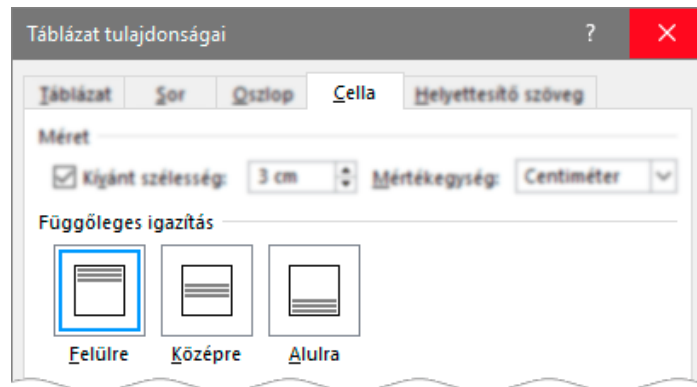 Táblázat tulajdonságai ?
Táblázat Sor Oszlop Cella Helyettesítő szöveg
Méret
Kívánt szélesség: 3 cm Mértékegység: Centiméter
Függőleges igazítás
Felülre Középre Alulra